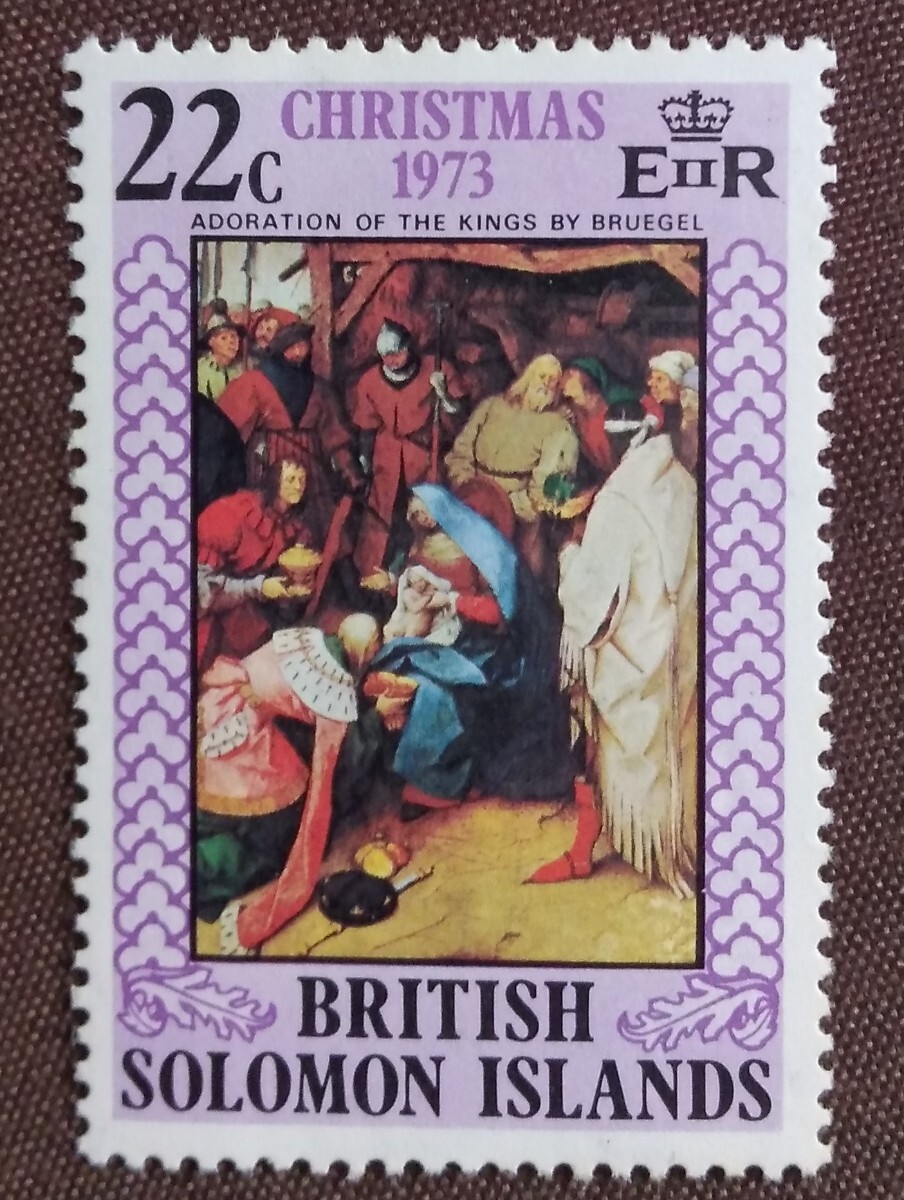 22c
CHRISTMAS
1973
EIIR
ADORATION OF THE KINGS BY BRUEGEL
BRITISH
SOLOMON ISLANDS